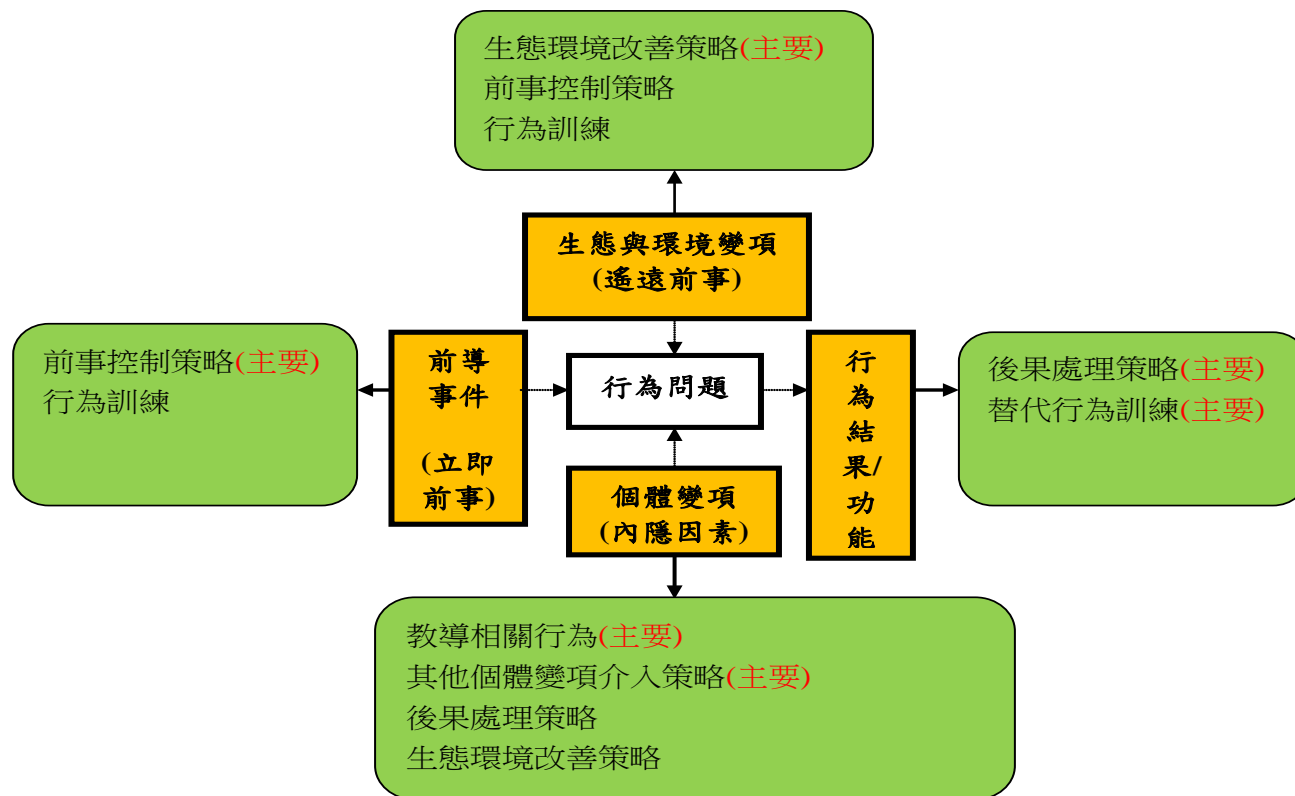 生態環境改善策略(主要)
前事控制策略
行為訓練
生態與環境變項
(遙遠前事)
前事控制策略(主要)
行為訓練
前導
事件
(立即
前事)
行為問題
行
為
結
果/
功
能
後果處理策略(主要)
替代行為訓練(主要)
個體變項
(內隱因素)
教導相關行為(主要)
其他個體變項介入策略(主要)
後果處理策略
生態環境改善策略